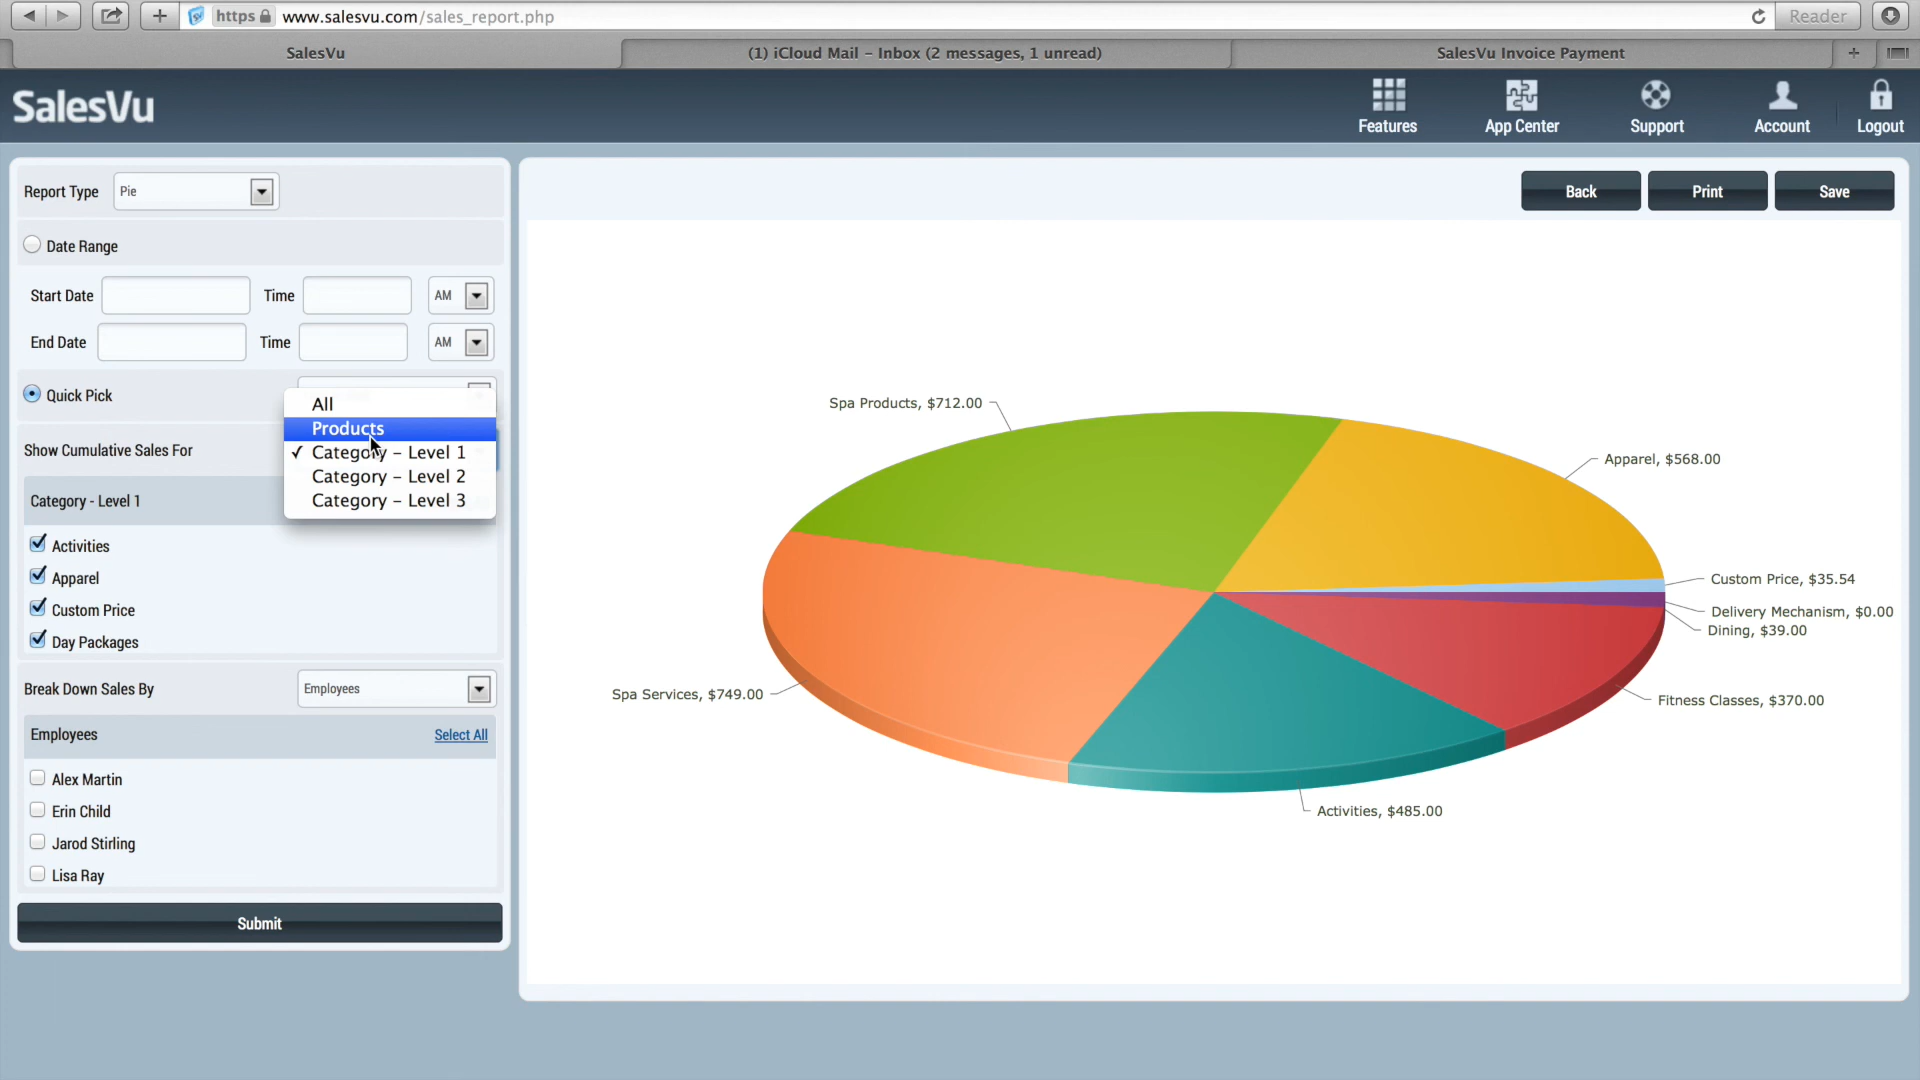 https www.salesvu.com/sales_report.php Reader
SalesVu
(1) iCloud Mail – Inbox (2 messages, 1 unread)
SalesVu Invoice Payment
SalesVu
Features
App Center
Support
Account
Logout
Report Type Pie
Date Range
Start Date Time AM
End Date Time AM
Quick Pick
Show Cumulative Sales For
All
Products
✓ Category – Level 1
Category – Level 2
Category – Level 3
Category - Level 1
Activities
Apparel
Custom Price
Day Packages
Break Down Sales By Employees
Employees Select All
Alex Martin
Erin Child
Jarod Stirling
Lisa Ray
Submit
Back
Print
Save
Spa Products, $712.00
Apparel, $568.00
Custom Price, $35.54
Delivery Mechanism, $0.00
Dining, $39.00
Spa Services, $749.00
Fitness Classes, $370.00
Activities, $485.00